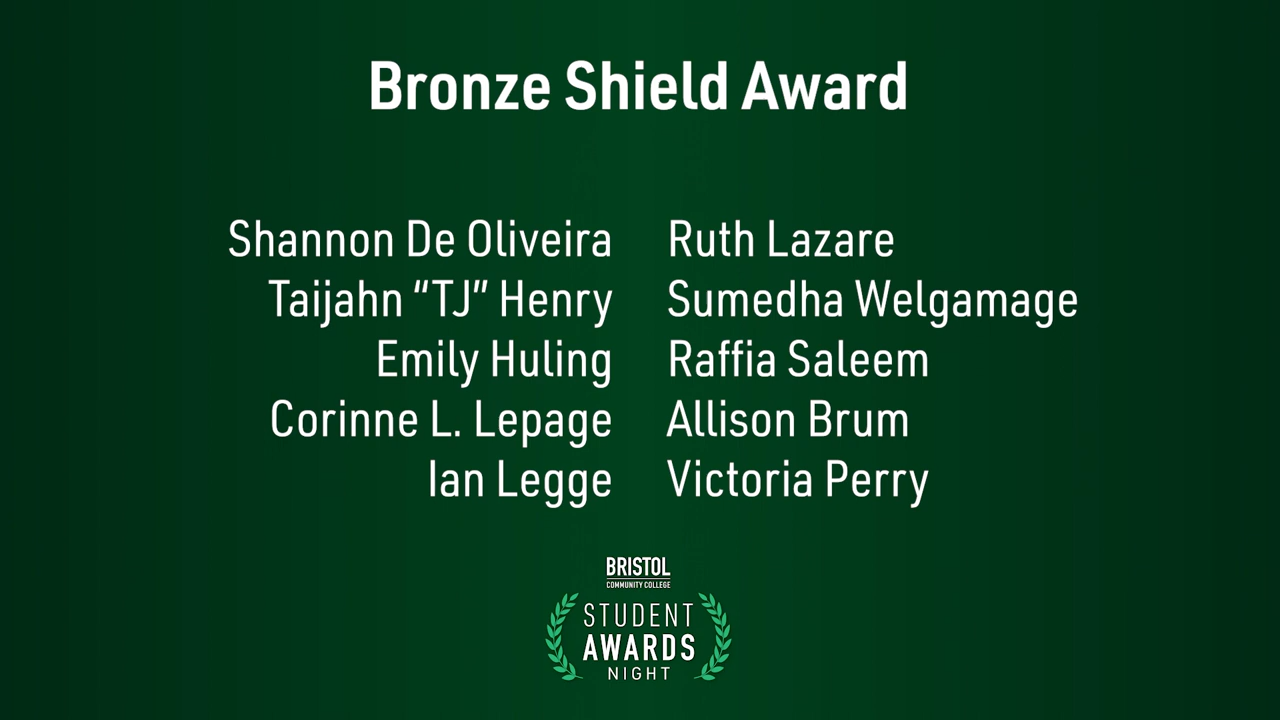 Bronze Shield Award
Shannon De Oliveira
Taijahn “TJ” Henry
Emily Huling
Corinne L. Lepage
Ian Legge
Ruth Lazare
Sumedha Welgamage
Raffia Saleem
Allison Brum
Victoria Perry
BRISTOL
COMMUNITY COLLEGE
STUDENT
AWARDS
NIGHT